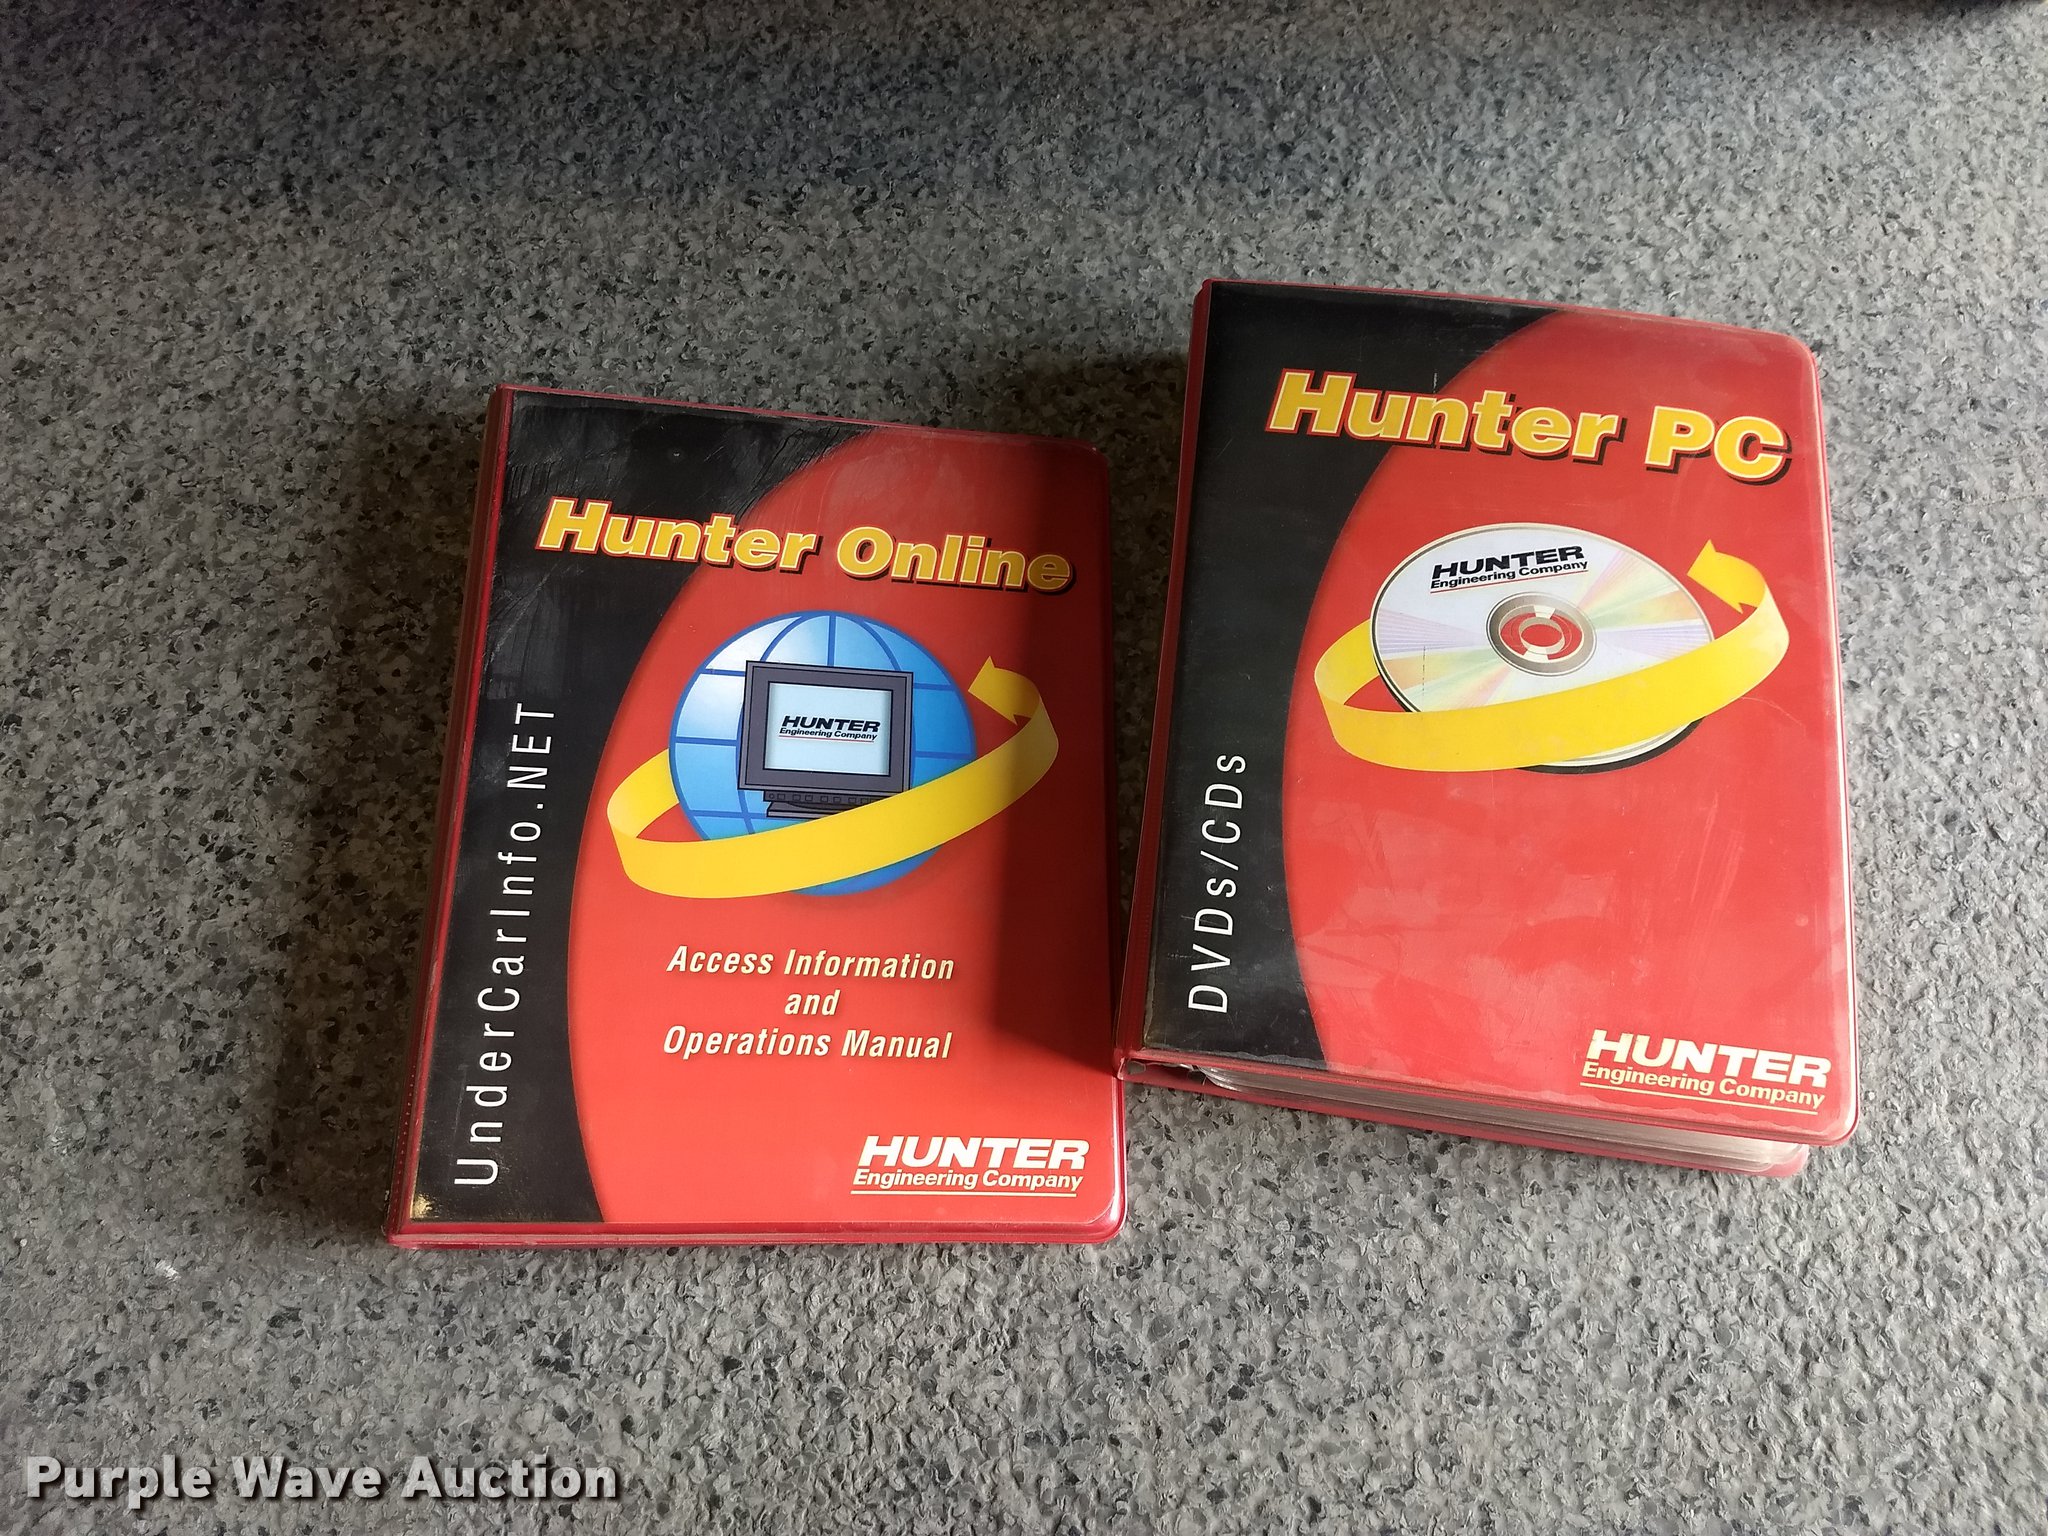 Hunter Online
HUNTER
Engineering Company
UnderCarInfo.NET
Access Information
and
Operations Manual
HUNTER
Engineering Company
Hunter PC
HUNTER
Engineering Company
DVDs/CDs
HUNTER
Engineering Company
Purple Wave Auction